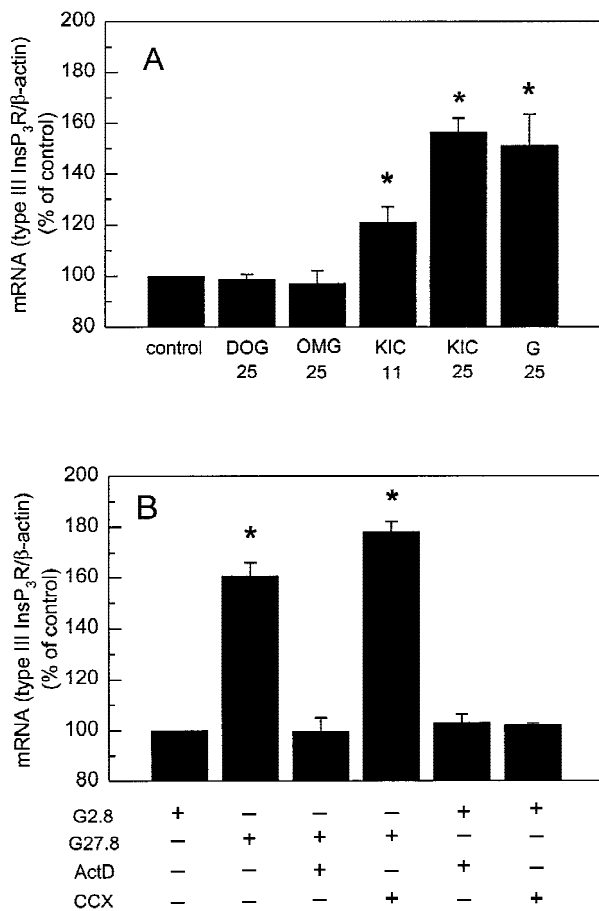 A
mRNA (type III InsP3R/β-actin)
(% of control)
200
180
160
140
120
100
80
*
*
*
control DOG OMG KIC KIC G
25 25 11 25 25
B
mRNA (type III InsP3R/β-actin)
(% of control)
200
180
160
140
120
100
80
*
*
G2.8 + − − − + +
G27.8 − + + + − −
ActD − − + − + −
CCX − − − + − +